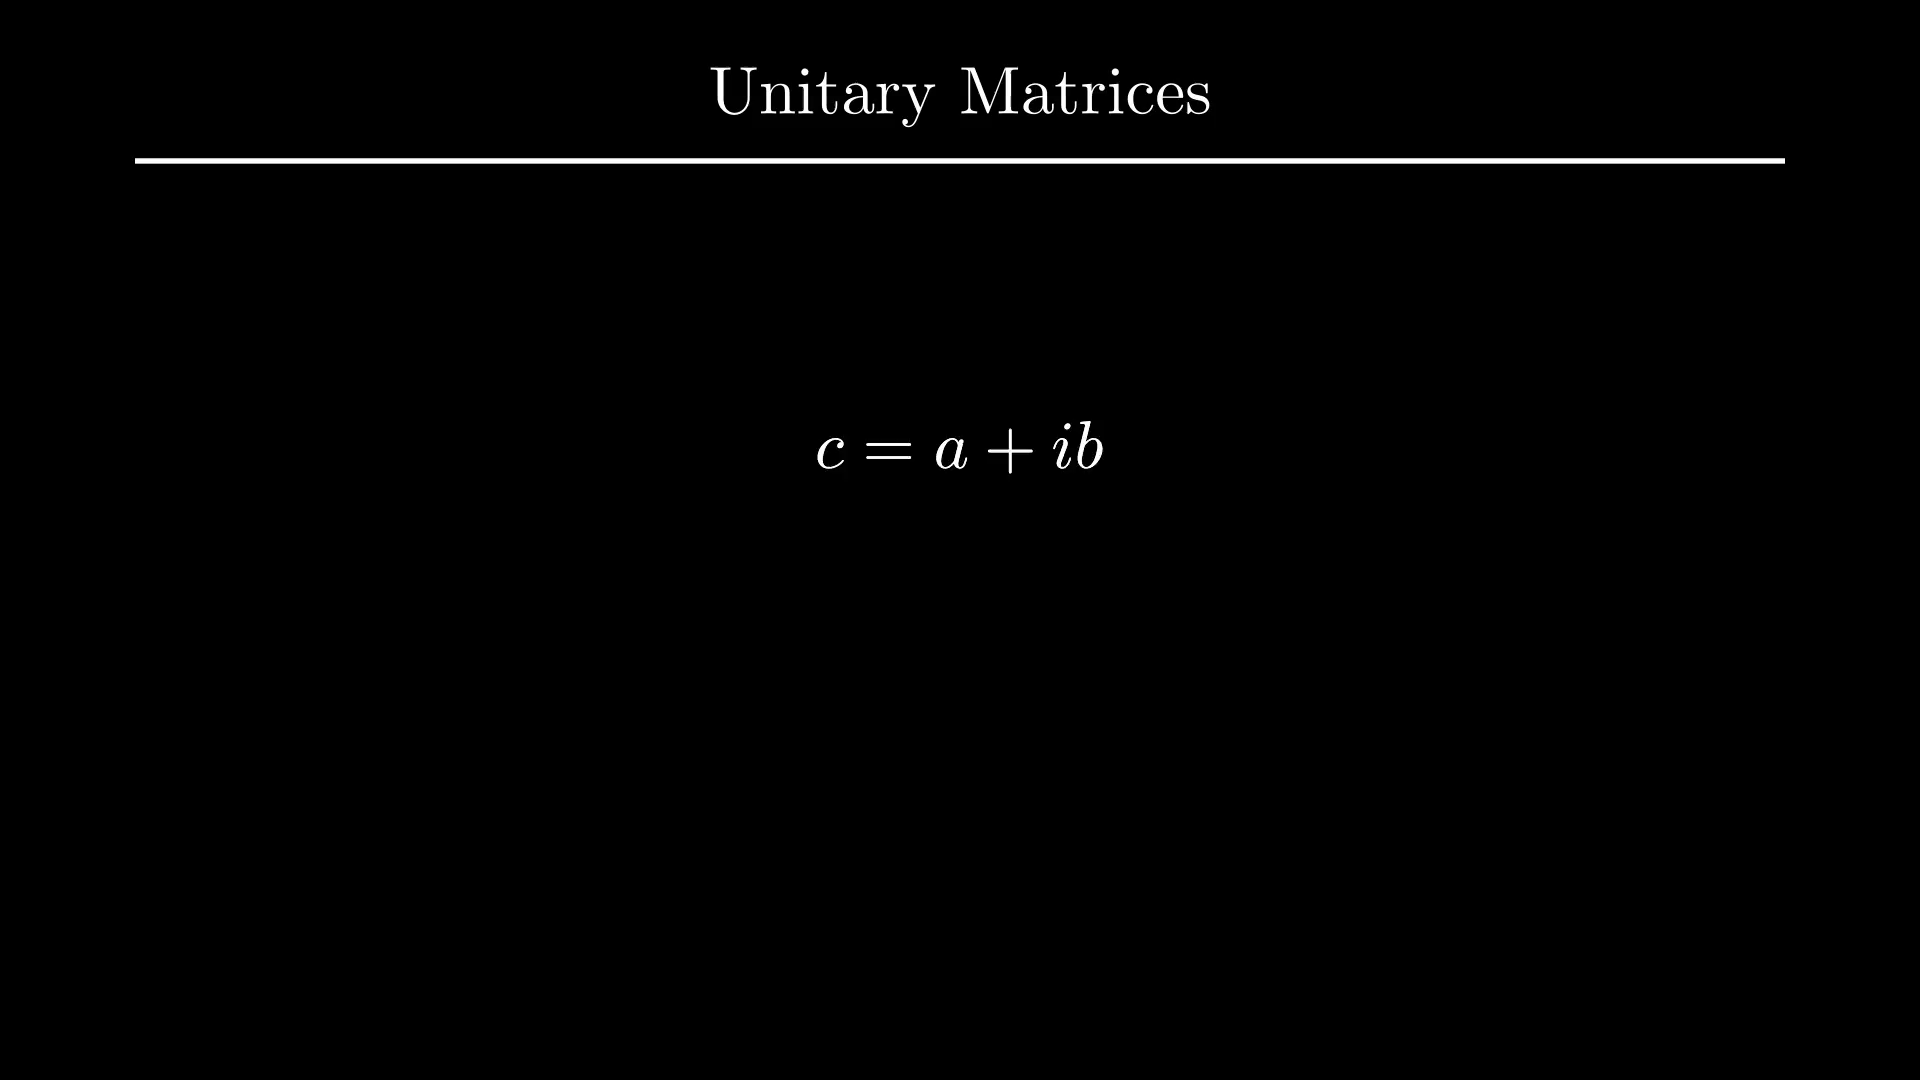 Unitary Matrices
c = a + ib